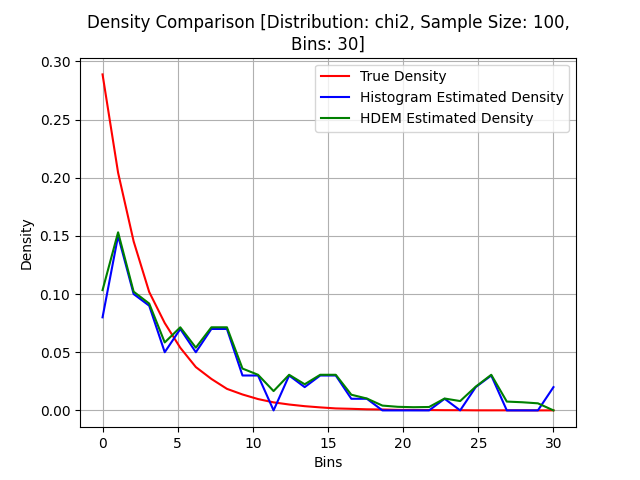 Density Comparison [Distribution: chi2, Sample Size: 100,
Bins: 30]
True Density
Histogram Estimated Density
HDEM Estimated Density
Density
0.30
0.25
0.20
0.15
0.10
0.05
0.00
0 5 10 15 20 25 30
Bins